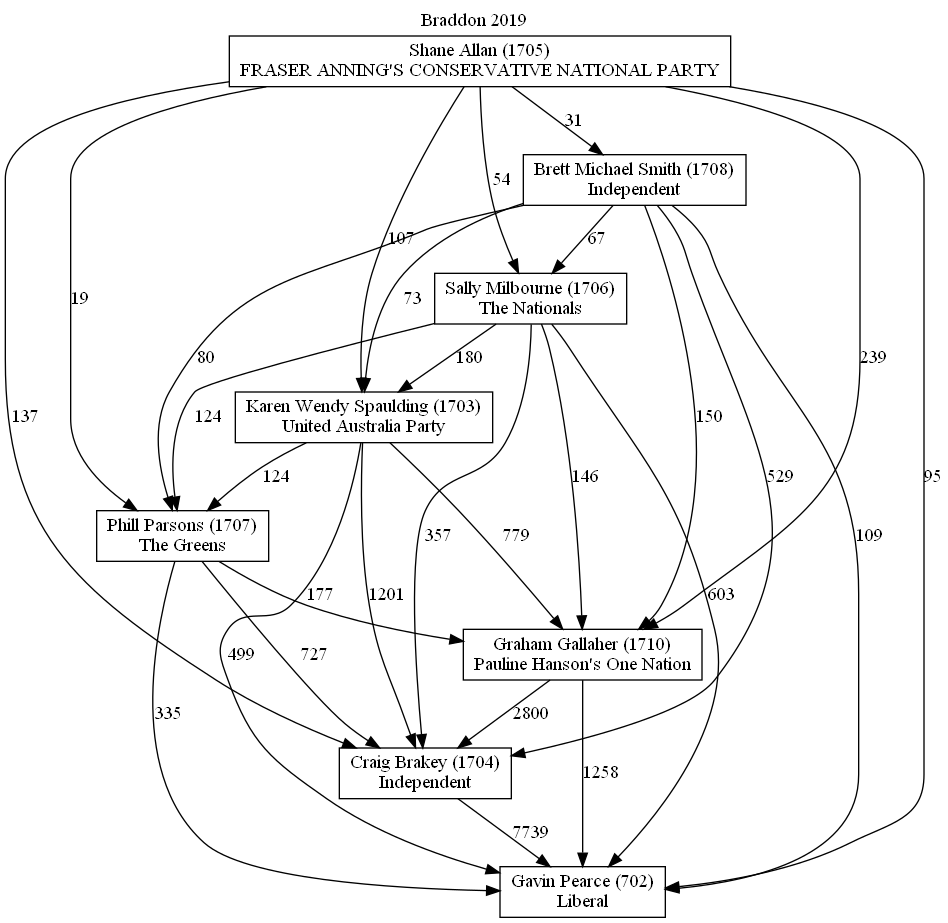 Braddon 2019
Shane Allan (1705)
FRASER ANNING'S CONSERVATIVE NATIONAL PARTY
31
Brett Michael Smith (1708)
Independent
54
107
67
Sally Milbourne (1706)
The Nationals
19
73
80
180
239
Karen Wendy Spaulding (1703)
United Australia Party
137
124
150
124
146
529
95
Phill Parsons (1707)
The Greens
357
779
109
177
1201
603
Graham Gallaher (1710)
Pauline Hanson's One Nation
499
727
335
2800
Craig Brakey (1704)
Independent
1258
7739
Gavin Pearce (702)
Liberal